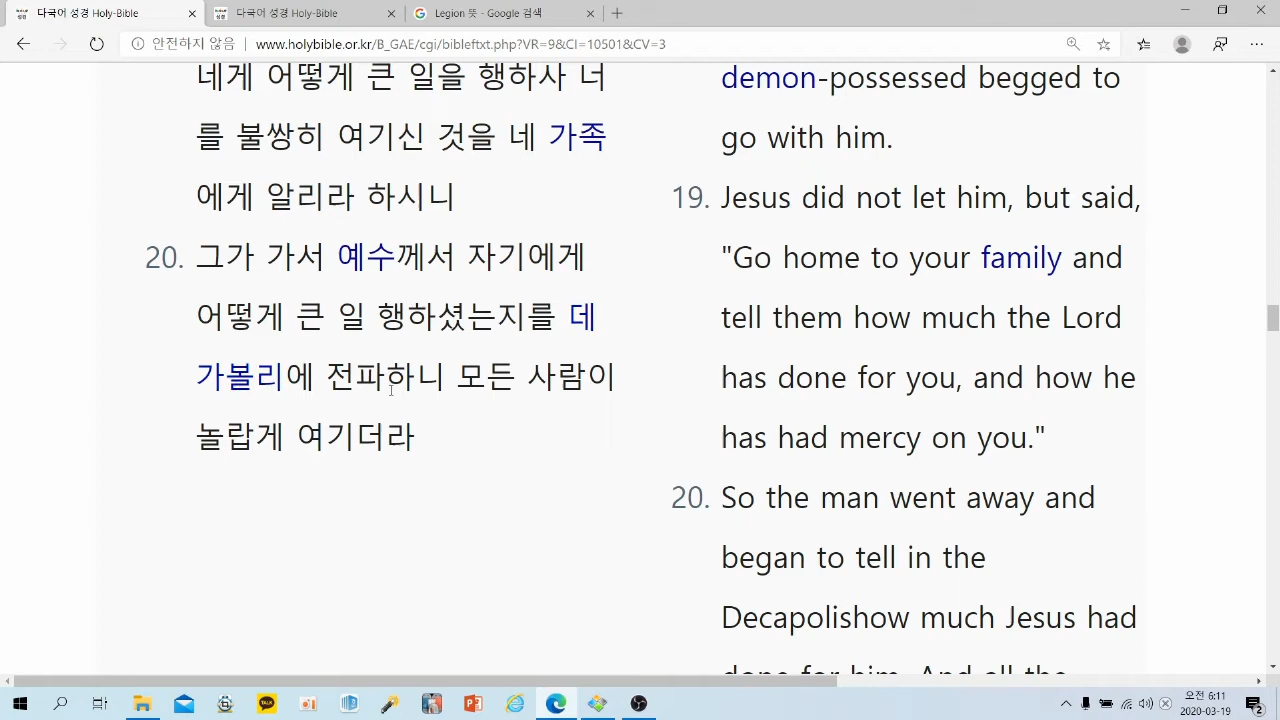 다국어 성경 Holy-Bible
다국어 성경 Holy-Bible
Legion 뜻 - Google 검색
안전하지 않음
www.holybible.or.kr/B_GAE/cgi/bibleftxt.php?VR=9&CI=10501&CV=3
네게 어떻게 큰 일을 행하사 너
를 불쌍히 여기신 것을 네 가족
에게 알리라 하시니
20. 그가 가서 예수께서 자기에게
어떻게 큰 일 행하셨는지를 데
가볼리에 전파하니 모든 사람이
놀랍게 여기더라
demon-possessed begged to
go with him.
19. Jesus did not let him, but said,
"Go home to your family and
tell them how much the Lord
has done for you, and how he
has had mercy on you."
20. So the man went away and
began to tell in the
Decapolishow much Jesus had
done for him. And all the
오전 6:11
2020-03-19